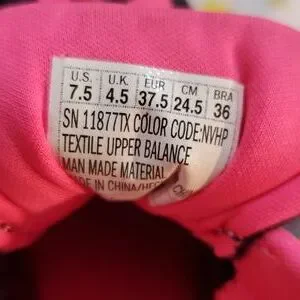 U.S. U.K. EUR CM BRA
7.5 4.5 37.5 24.5 36
SN 11877TX COLOR CODE:NVHP
TEXTILE UPPER BALANCE
MAN MADE MATERIAL
MADE IN CHINA